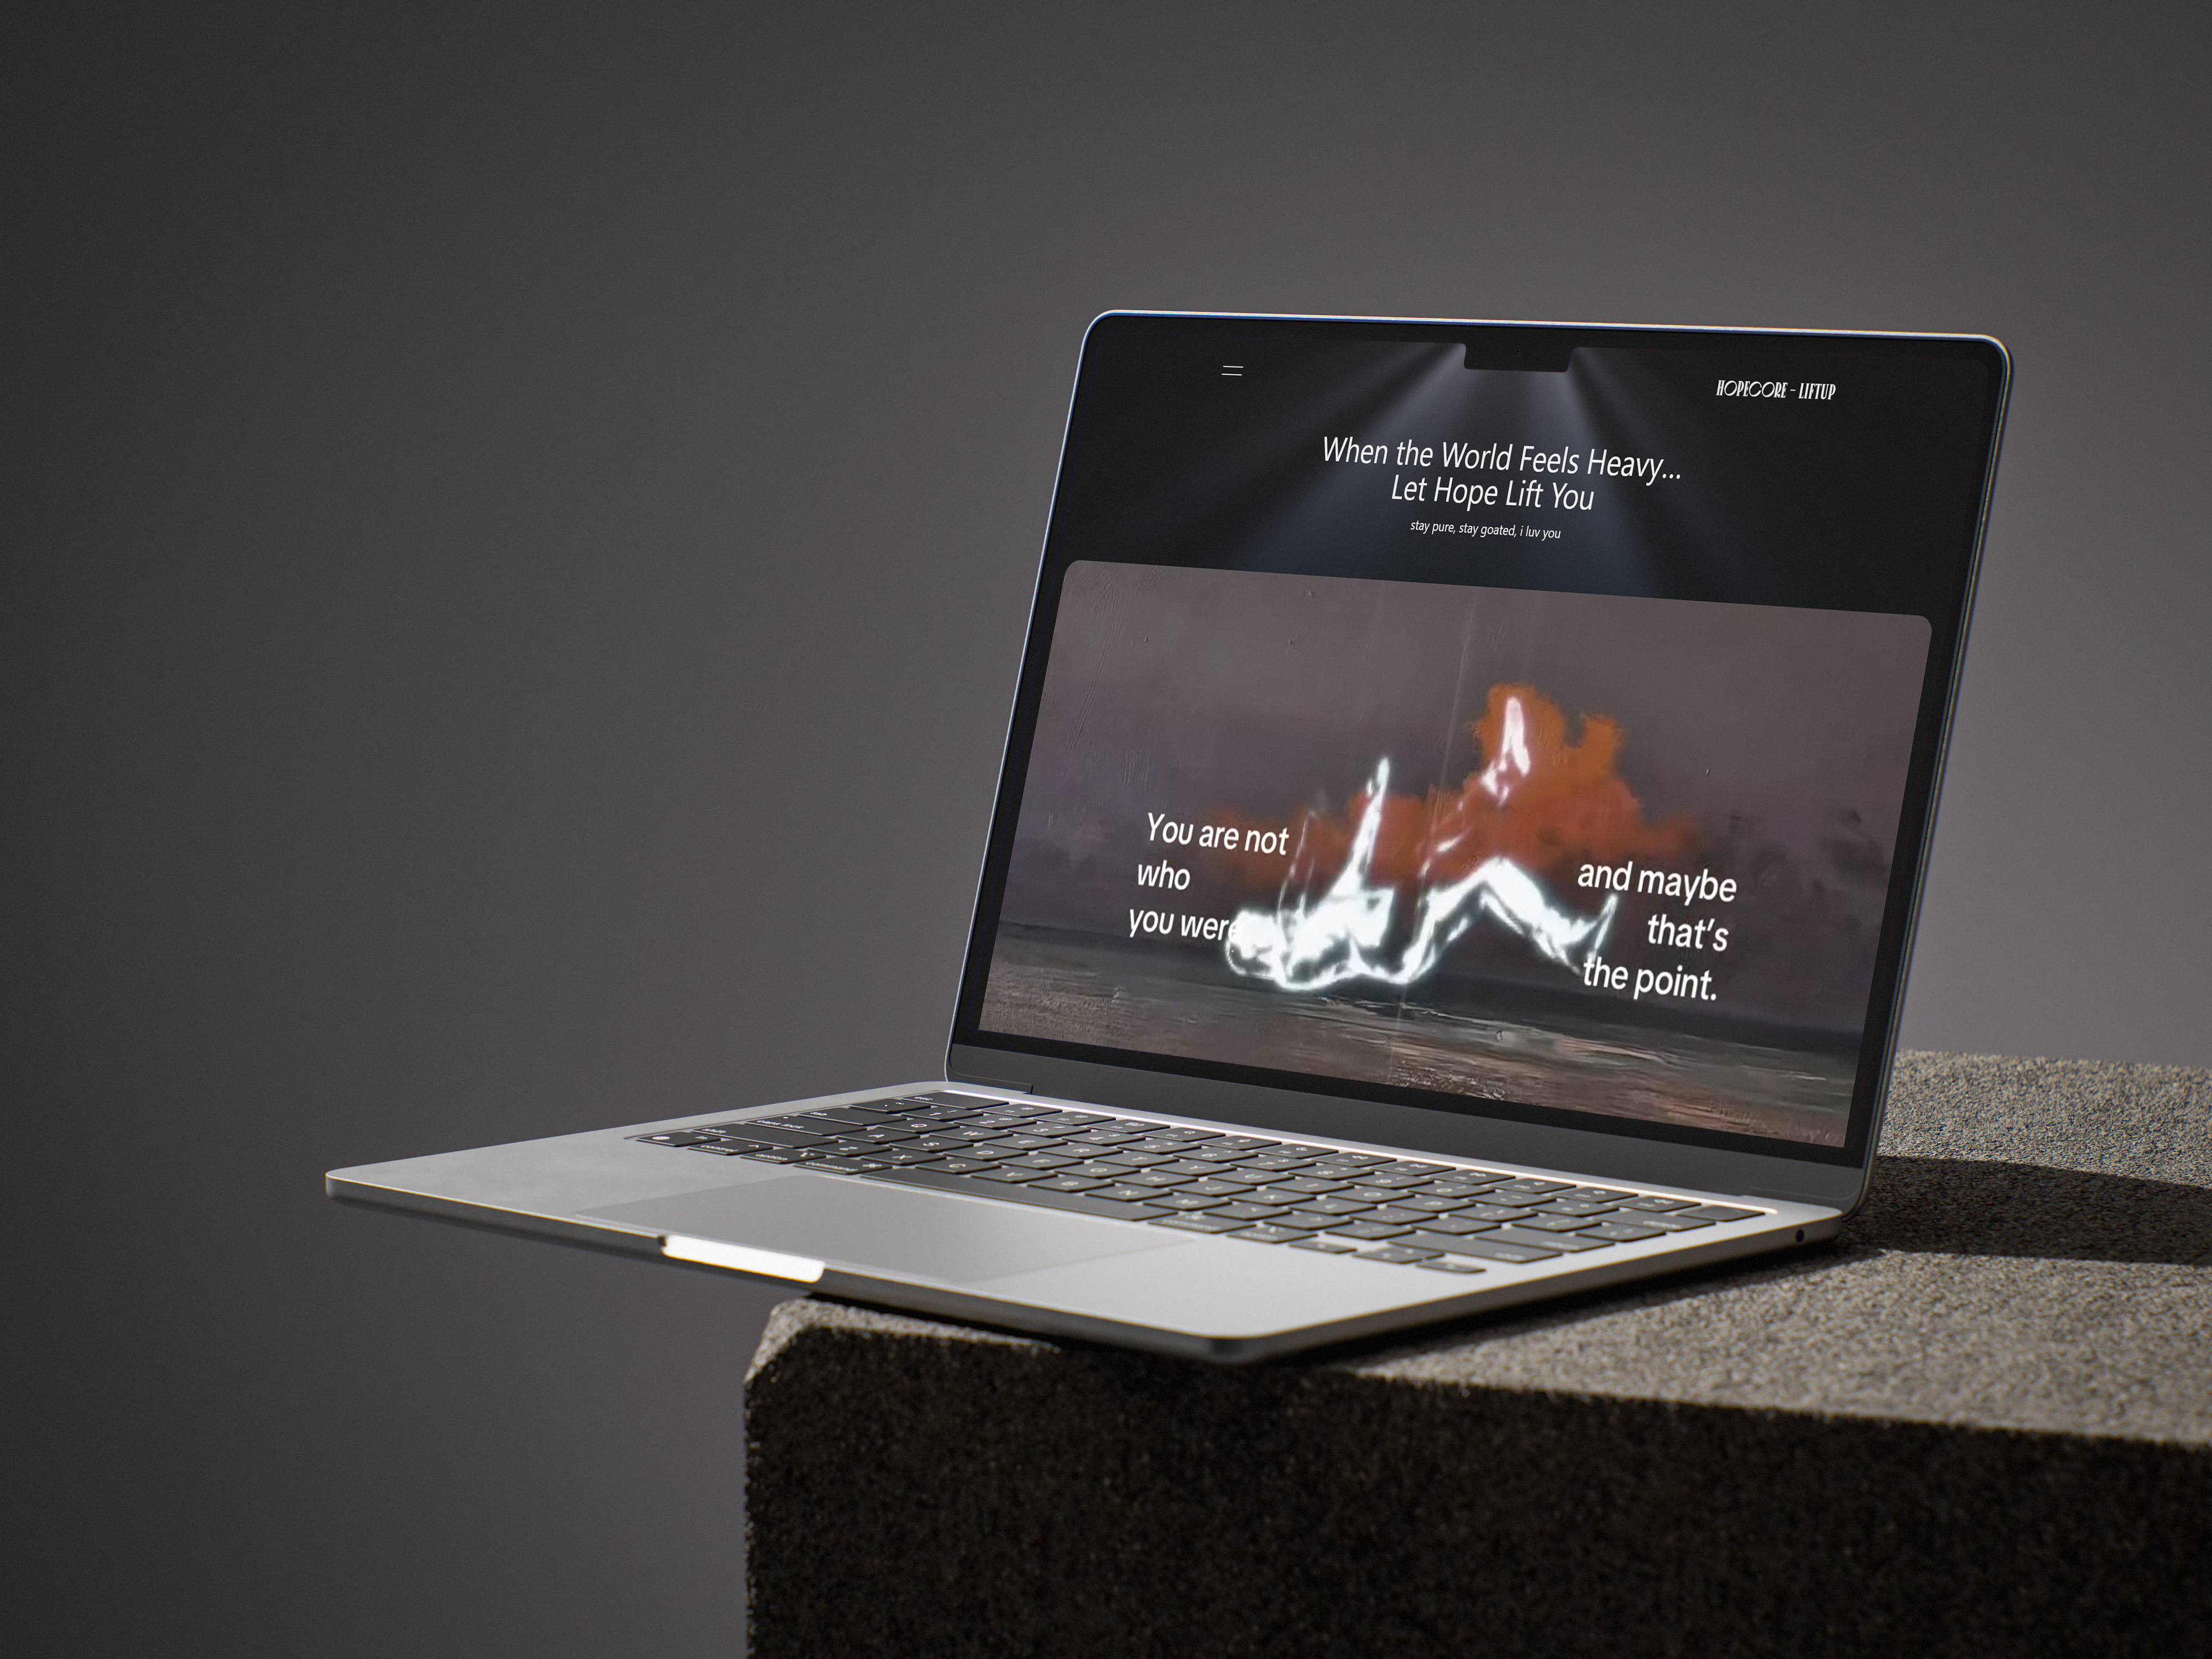 HOPECORE - LIFTUP
When the World Feels Heavy...
Let Hope Lift You
stay pure, stay goated, i luv you
You are not
who
you were
and maybe
that's
the point.